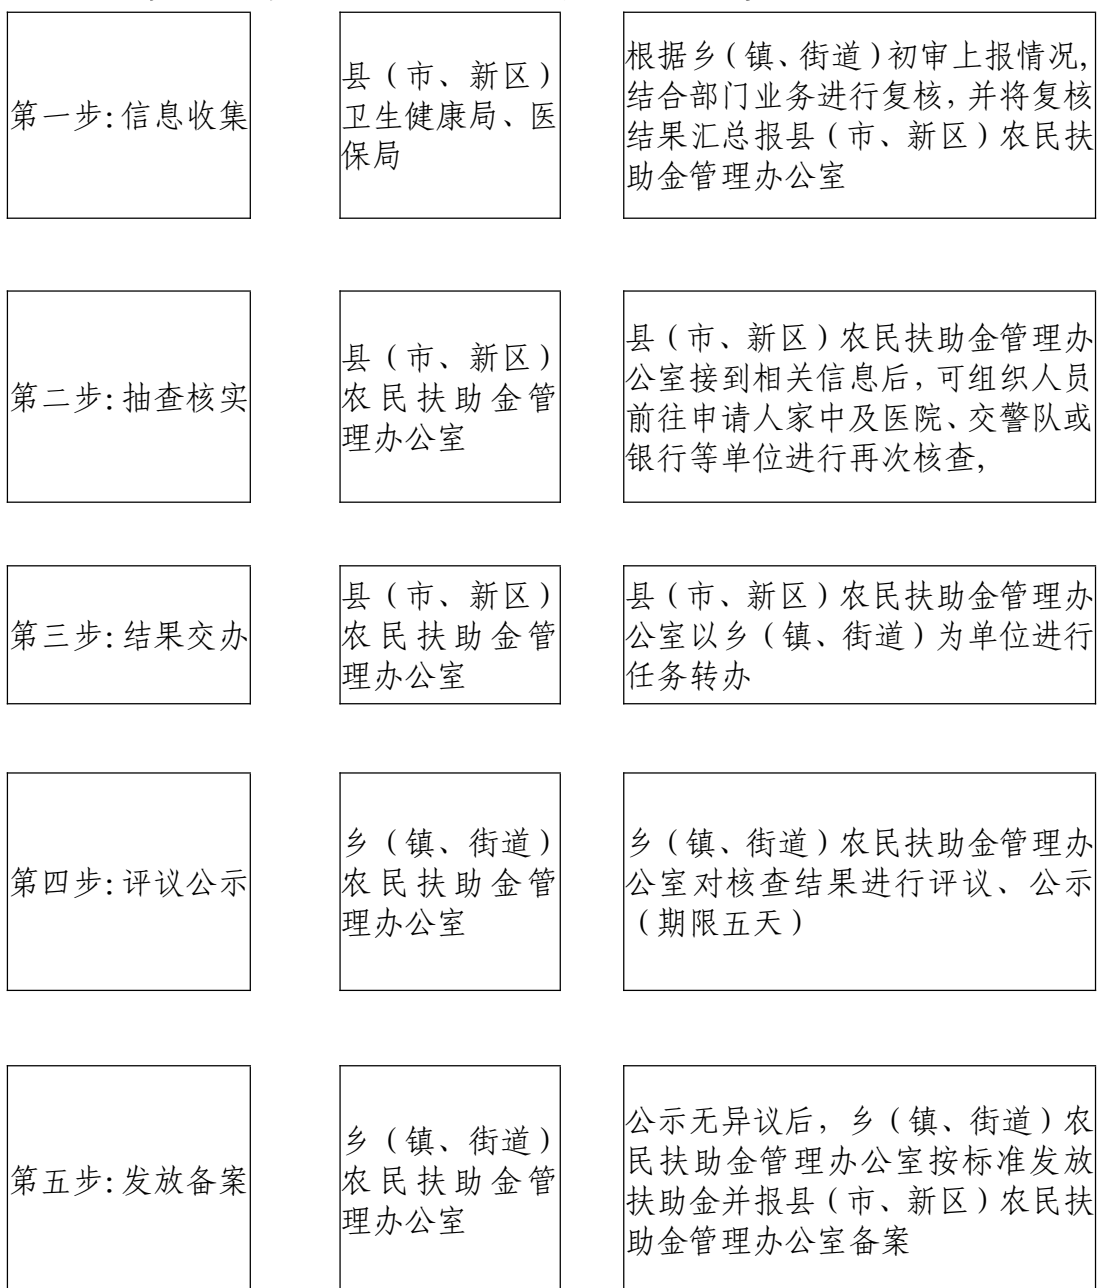 第一步:信息收集
县（市、新区）
卫生健康局、医
保局
根据乡（镇、街道）初审上报情况,
结合部门业务进行复核,并将复核
结果汇总报县（市、新区）农民扶
助金管理办公室
第二步:抽查核实
县（市、新区）
农民扶助金管
理办公室
县（市、新区）农民扶助金管理办
公室接到相关信息后,可组织人员
前往申请人家中及医院、交警队或
银行等单位进行再次核查,
第三步:结果交办
县（市、新区）
农民扶助金管
理办公室
县（市、新区）农民扶助金管理办
公室以乡（镇、街道）为单位进行
任务转办
第四步:评议公示
乡（镇、街道）
农民扶助金管
理办公室
乡（镇、街道）农民扶助金管理办
公室对核查结果进行评议、公示
（期限五天）
第五步:发放备案
乡（镇、街道）
农民扶助金管
理办公室
公示无异议后,乡（镇、街道）农
民扶助金管理办公室按标准发放
扶助金并报县（市、新区）农民扶
助金管理办公室备案